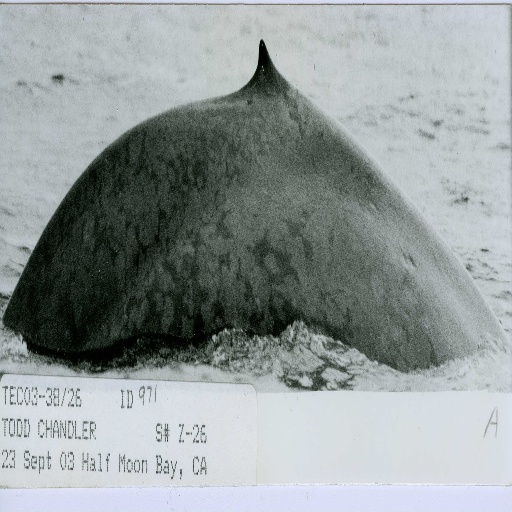 TEC03-38/26 ID 971
TODD CHANDLER S# Z-26
23 Sept 03 Half Moon Bay, CA
A